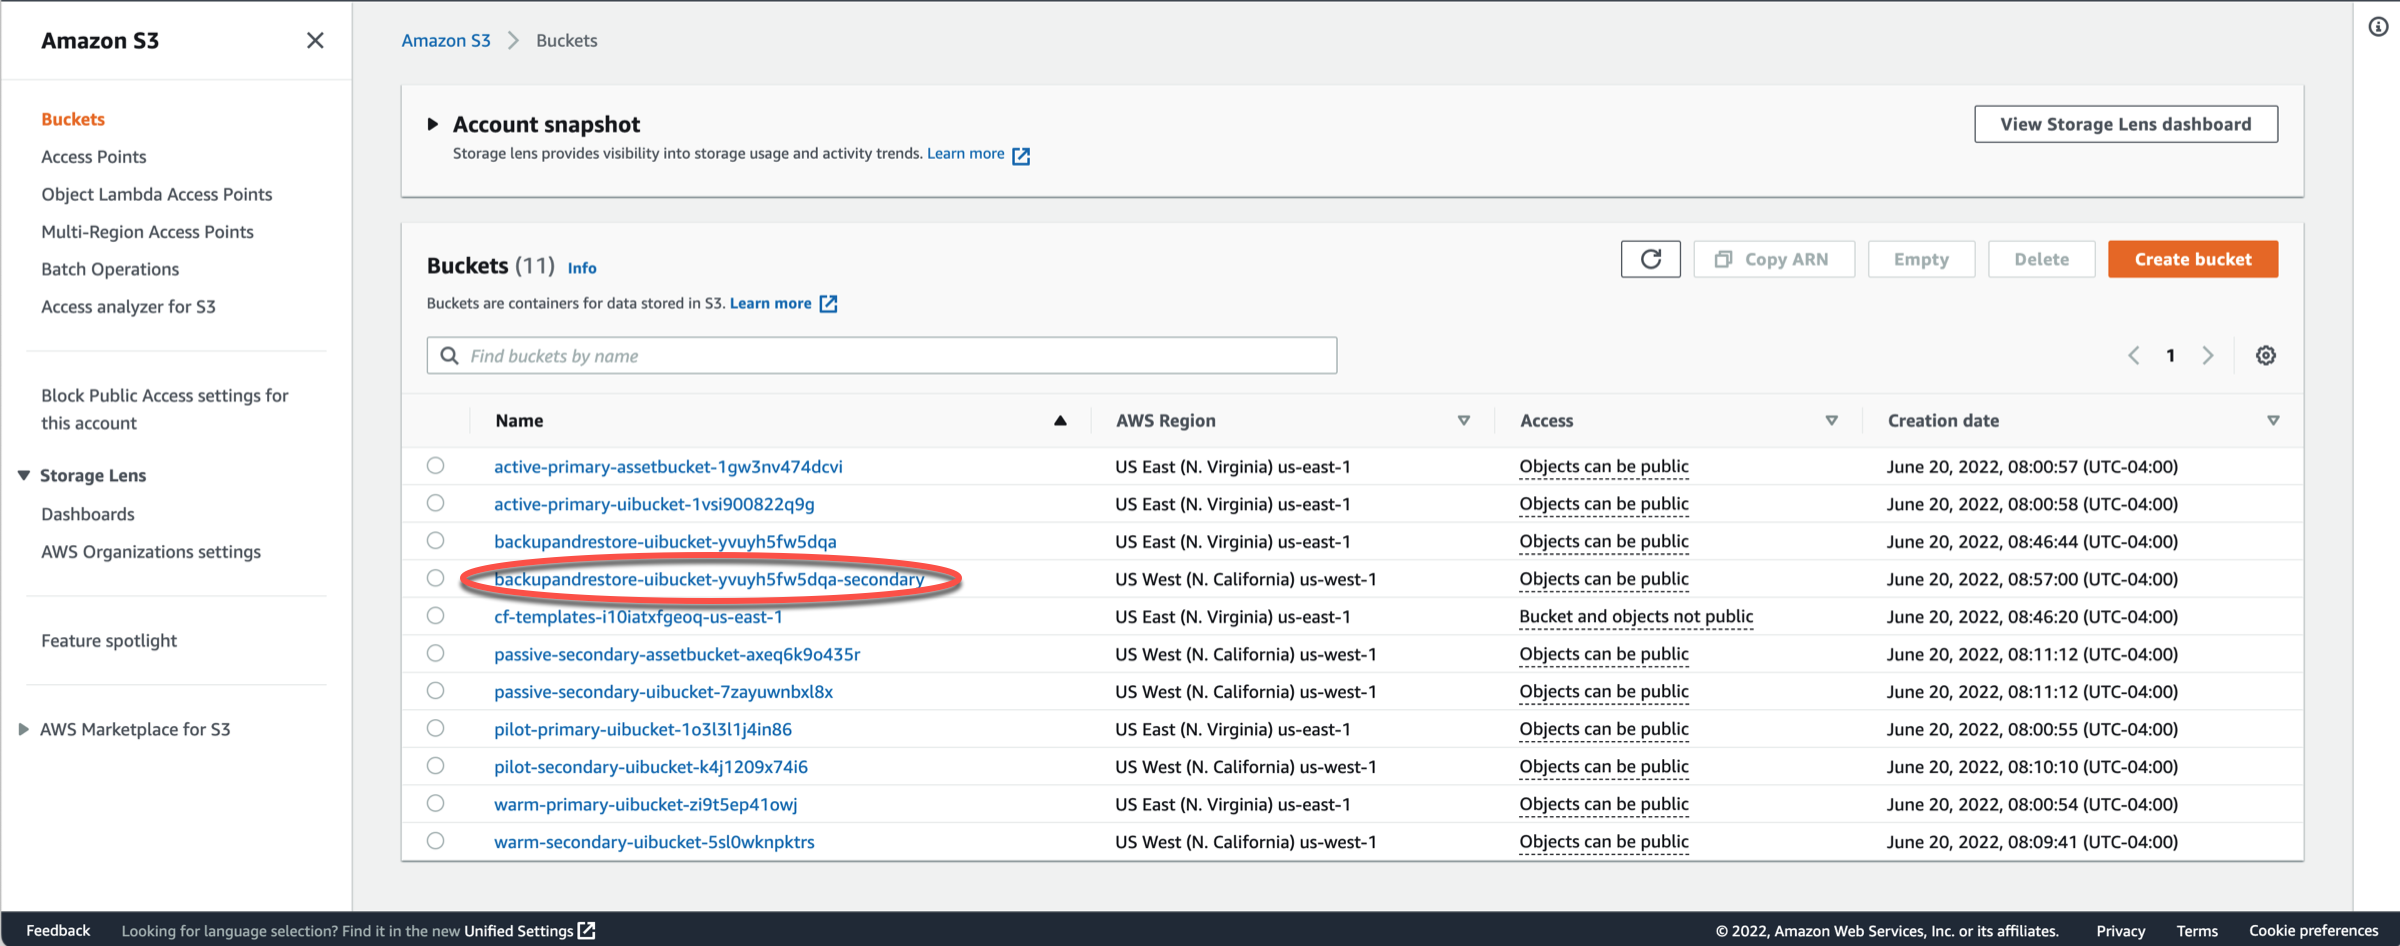 Amazon S3
Buckets
Access Points
Object Lambda Access Points
Multi-Region Access Points
Batch Operations
Access analyzer for S3
Block Public Access settings for
this account
Storage Lens
Dashboards
AWS Organizations settings
Feature spotlight
AWS Marketplace for S3
Amazon S3 Buckets
Account snapshot
Storage lens provides visibility into storage usage and activity trends. Learn more
View Storage Lens dashboard
Buckets (11) Info
Buckets are containers for data stored in S3. Learn more
Copy ARN Empty Delete Create bucket
Find buckets by name
1
Name AWS Region Access Creation date
active-primary-assetbucket-1gw3nv474dcvi US East (N. Virginia) us-east-1 Objects can be public June 20, 2022, 08:00:57 (UTC-04:00)
active-primary-uibucket-1vsi900822q9g US East (N. Virginia) us-east-1 Objects can be public June 20, 2022, 08:00:58 (UTC-04:00)
backupandrestore-uibucket-yvuyh5fw5dqa US East (N. Virginia) us-east-1 Objects can be public June 20, 2022, 08:46:44 (UTC-04:00)
backupandrestore-uibucket-yvuyh5fw5dqa-secondary US West (N. California) us-west-1 Objects can be public June 20, 2022, 08:57:00 (UTC-04:00)
cf-templates-i10iatxfgeoq-us-east-1 US East (N. Virginia) us-east-1 Bucket and objects not public June 20, 2022, 08:46:20 (UTC-04:00)
passive-secondary-assetbucket-axeq6k9o435r US West (N. California) us-west-1 Objects can be public June 20, 2022, 08:11:12 (UTC-04:00)
passive-secondary-uibucket-7zayuwnbxl8x US West (N. California) us-west-1 Objects can be public June 20, 2022, 08:11:12 (UTC-04:00)
pilot-primary-uibucket-1o3l3l1j4in86 US East (N. Virginia) us-east-1 Objects can be public June 20, 2022, 08:00:55 (UTC-04:00)
pilot-secondary-uibucket-k4j1209x74i6 US West (N. California) us-west-1 Objects can be public June 20, 2022, 08:10:10 (UTC-04:00)
warm-primary-uibucket-zi9t5ep41owj US East (N. Virginia) us-east-1 Objects can be public June 20, 2022, 08:00:54 (UTC-04:00)
warm-secondary-uibucket-5sl0wknpktrs US West (N. California) us-west-1 Objects can be public June 20, 2022, 08:09:41 (UTC-04:00)
Feedback Looking for language selection? Find it in the new Unified Settings © 2022, Amazon Web Services, Inc. or its affiliates. Privacy Terms Cookie preferences